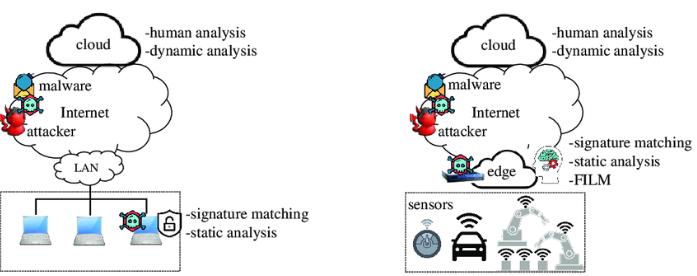 cloud
-human analysis
-dynamic analysis
malware
Internet
attacker
LAN
-signature matching
-static analysis
cloud
-human analysis
-dynamic analysis
malware
Internet
attacker
edge
-signature matching
-static analysis
-FILM
sensors